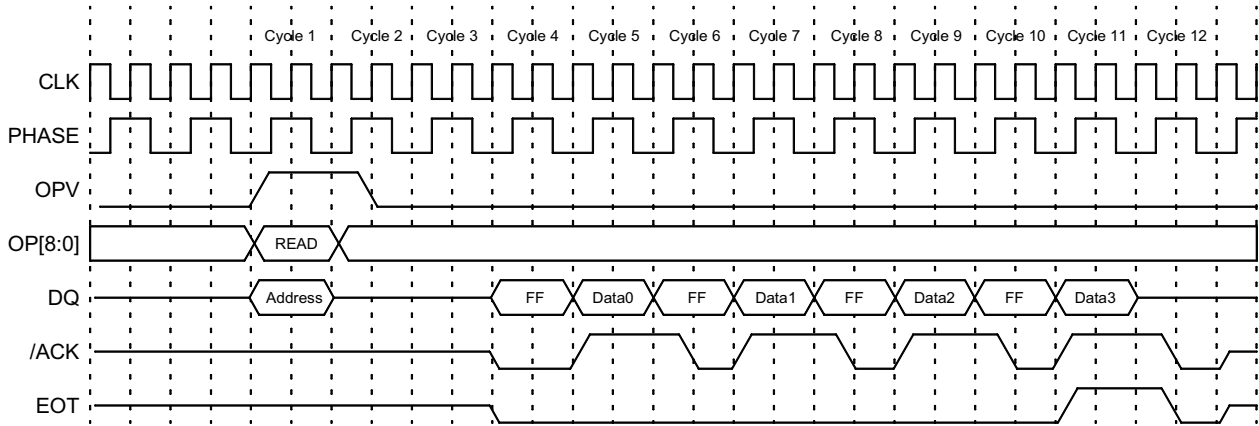 Cycle 1 Cycle 2 Cycle 3 Cycle 4 Cycle 5 Cycle 6 Cycle 7 Cycle 8 Cycle 9 Cycle 10 Cycle 11 Cycle 12
CLK
PHASE
OPV
OP[8:0] READ
DQ Address FF Data0 FF Data1 FF Data2 FF Data3
/ACK
EOT